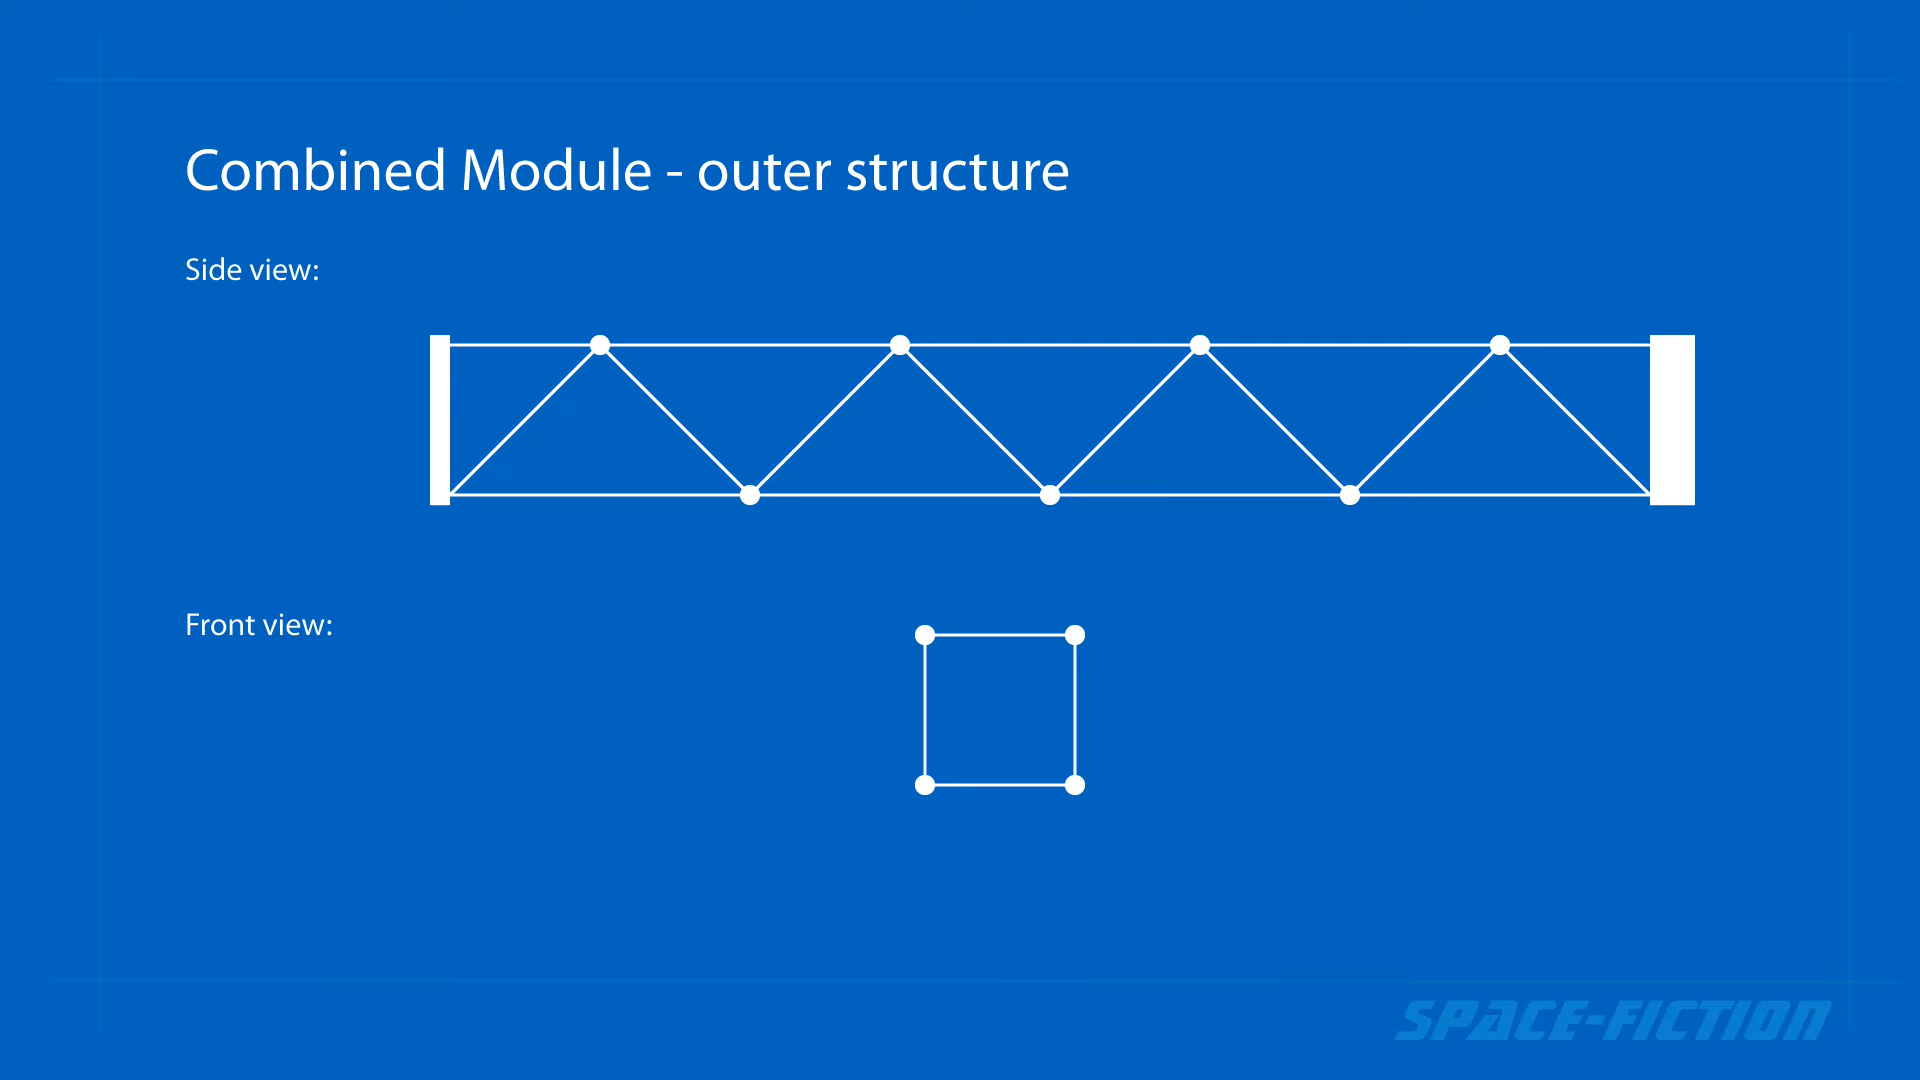 Combined Module - outer structure
Side view:
Front view:
SPACE-FICTION